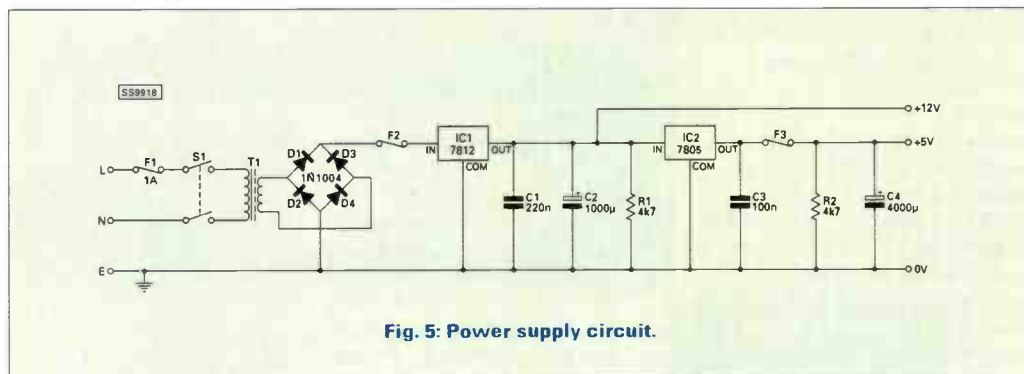 SS9918
L
F1
1A
S1
T1
D1
D3
1N1004
D2
D4
F2
IC1
7812
IN
OUT
COM
C1
220n
+
C2
1000µ
R1
4k7
IC2
7805
IN
OUT
COM
F3
C3
100n
R2
4k7
+
C4
4000µ
+12V
+5V
0V
N
E
Fig. 5: Power supply circuit.